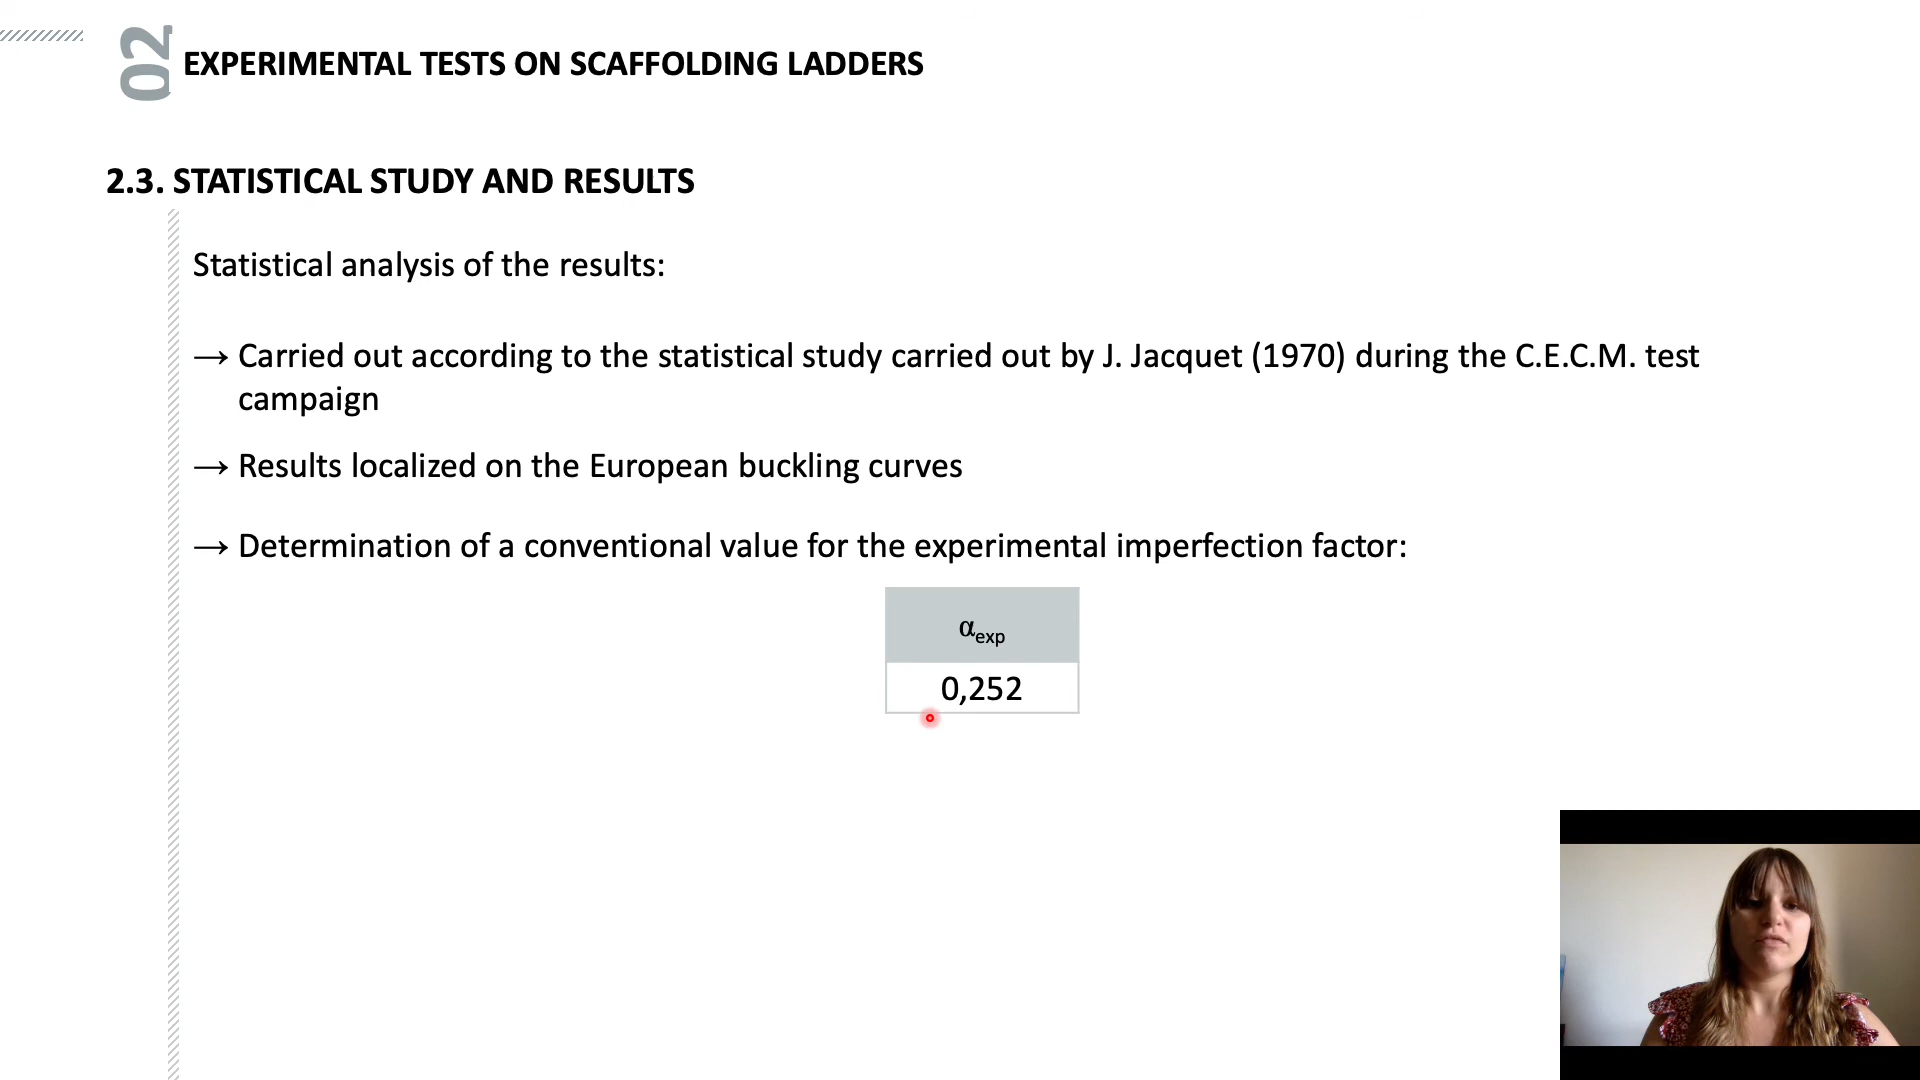 02
EXPERIMENTAL TESTS ON SCAFFOLDING LADDERS
2.3. STATISTICAL STUDY AND RESULTS
Statistical analysis of the results:
→ Carried out according to the statistical study carried out by J. Jacquet (1970) during the C.E.C.M. test
campaign
→ Results localized on the European buckling curves
→ Determination of a conventional value for the experimental imperfection factor:
αexp
0,252